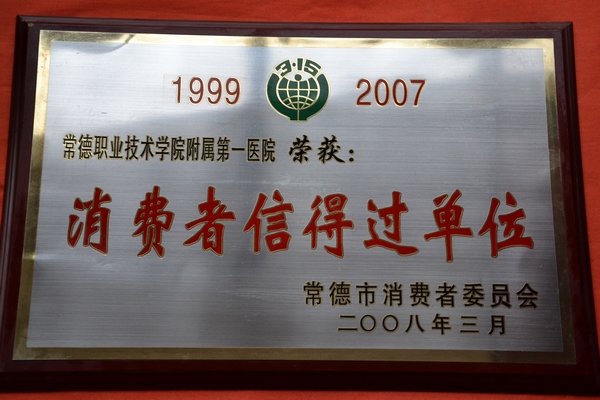 1999 3·15 2007
常德职业技术学院附属第一医院 荣获：
消费者信得过单位
常德市消费者委员会
二〇〇八年三月